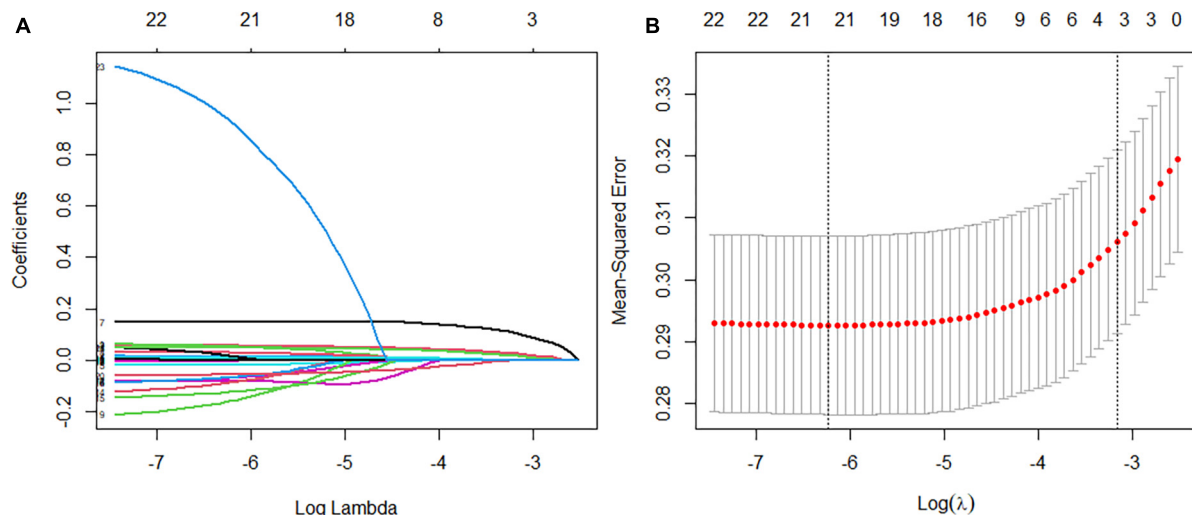 A
22 21 18 8 3
Coefficients
1.0
0.8
0.6
0.4
0.2
0.0
-0.2
23
7
20
15
9
-7 -6 -5 -4 -3
Log Lambda
B
22 22 21 21 19 18 16 9 6 6 4 3 3 0
Mean-Squared Error
0.33
0.32
0.31
0.30
0.29
0.28
-7 -6 -5 -4 -3
Log(λ)